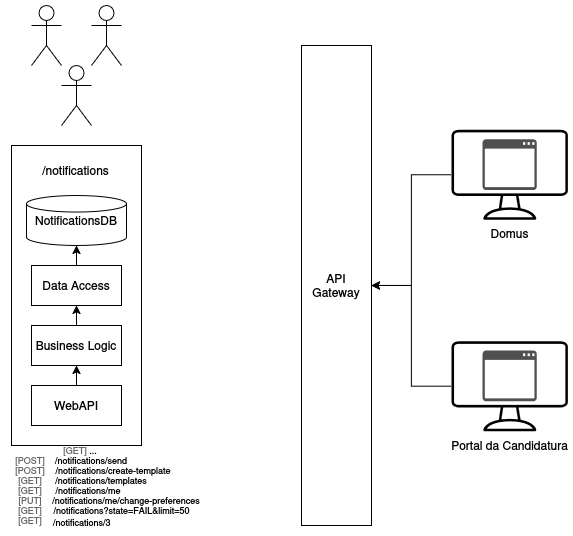 /notifications
NotificationsDB
Data Access
Business Logic
WebAPI
[GET] ...
[POST] /notifications/send
[POST] /notifications/create-template
[GET] /notifications/templates
[GET] /notifications/me
[PUT] /notifications/me/change-preferences
[GET] /notifications?state=FAIL&limit=50
[GET] /notifications/3
API
Gateway
Domus
Portal da Candidatura